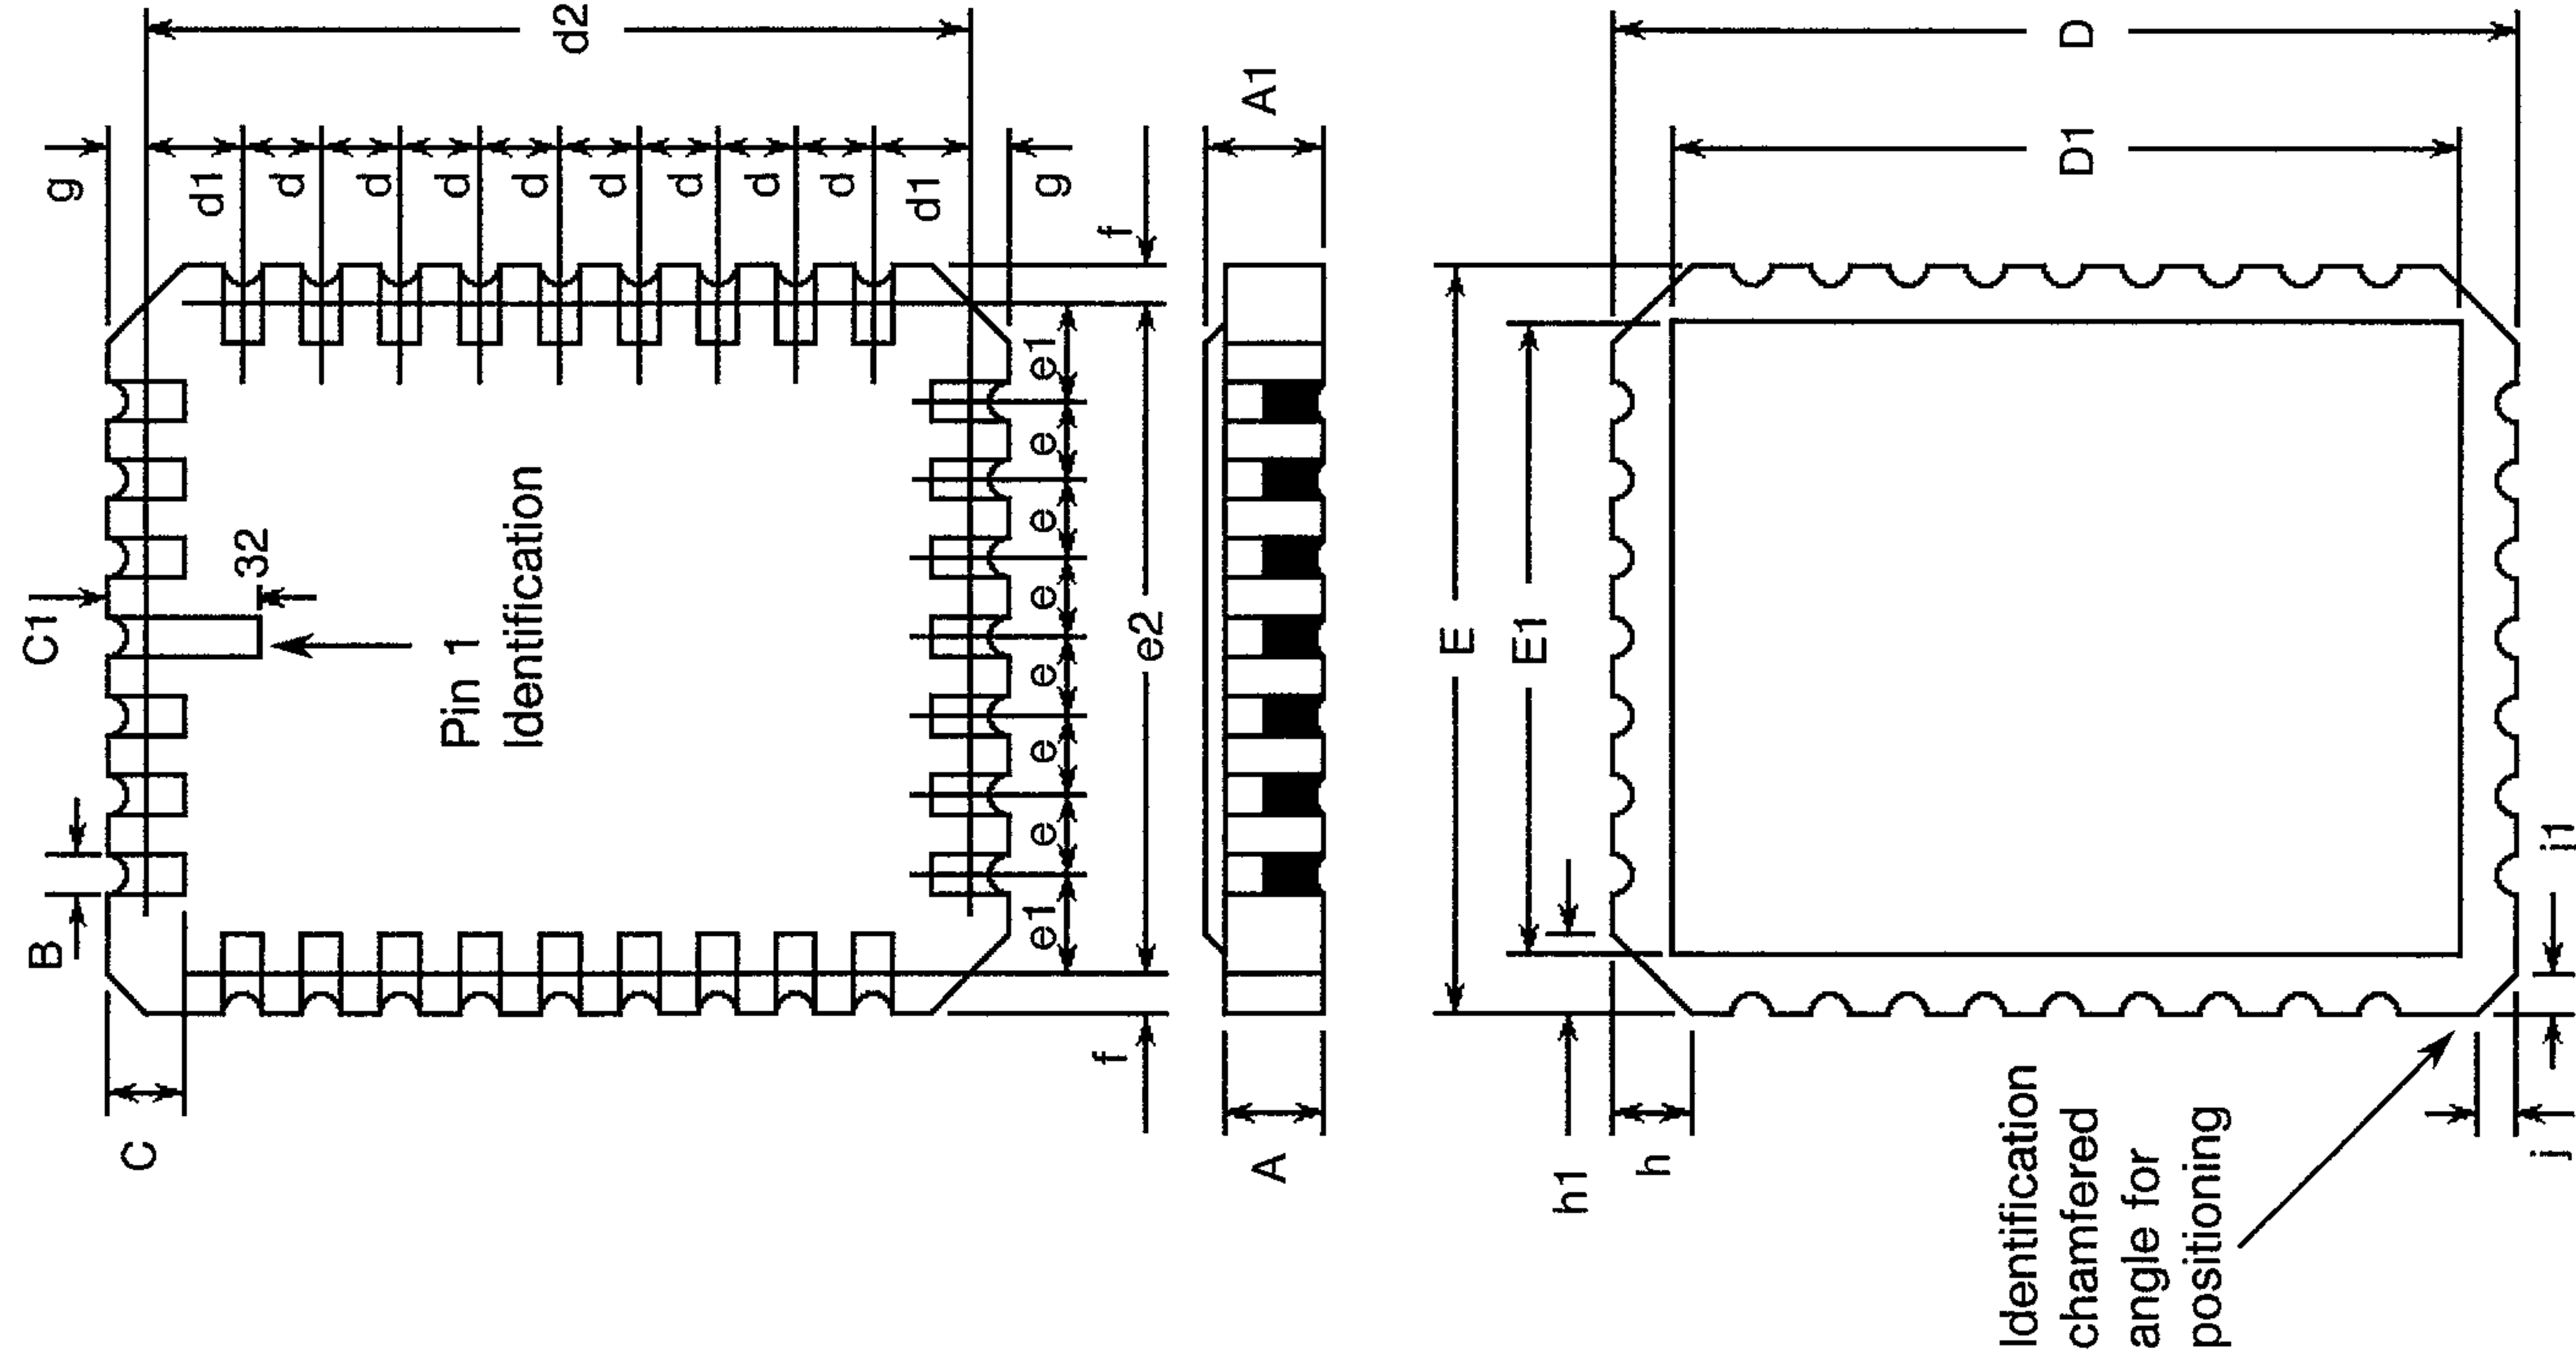 C
B
C1
32
Pin 1
Identification
g
d1
d
d
d
d
d
d
d
d
d1
g
d2
e1
e
e
e
e
e
e
e1
f
e2
f
A
A1
E
E1
h1
h
D1
D
Identification
chamfered
angle for
positioning
j
j1